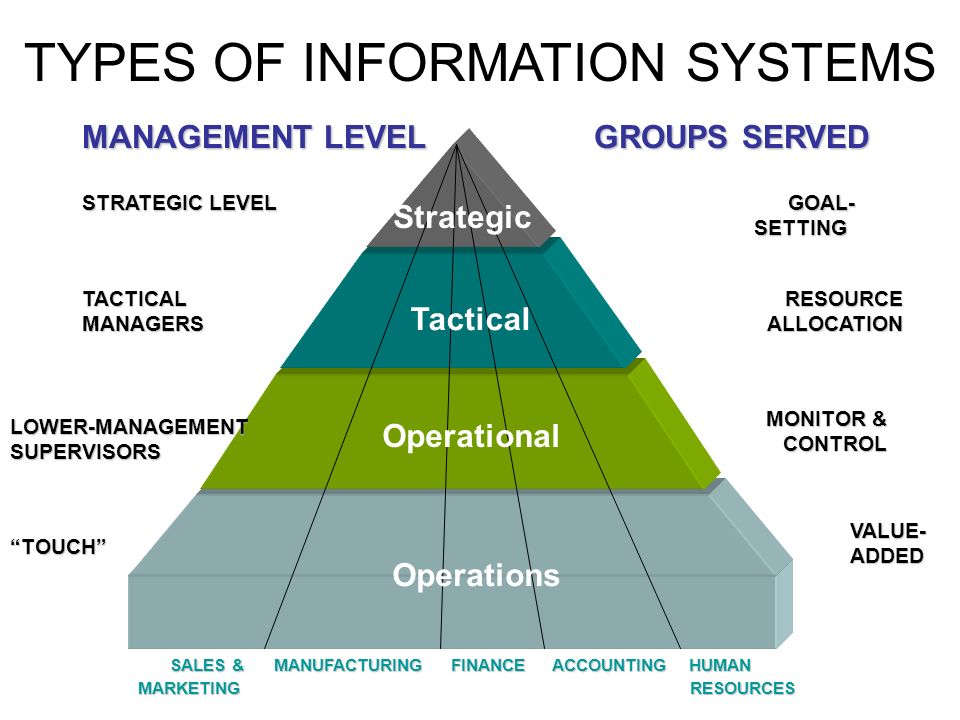 TYPES OF INFORMATION SYSTEMS
MANAGEMENT LEVEL
GROUPS SERVED
STRATEGIC LEVEL
Strategic
GOAL-
SETTING
TACTICAL
MANAGERS
Tactical
RESOURCE
ALLOCATION
LOWER-MANAGEMENT
SUPERVISORS
Operational
MONITOR &
CONTROL
“TOUCH”
Operations
VALUE-
ADDED
SALES & MANUFACTURING FINANCE ACCOUNTING HUMAN
MARKETING RESOURCES